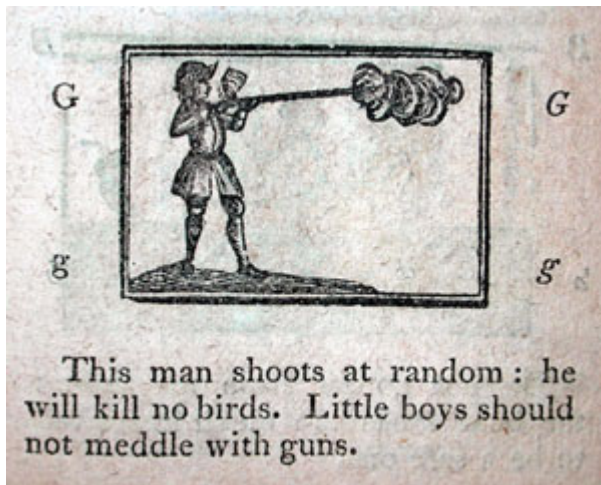 G G
g g
This man shoots at random : he
will kill no birds. Little boys should
not meddle with guns.